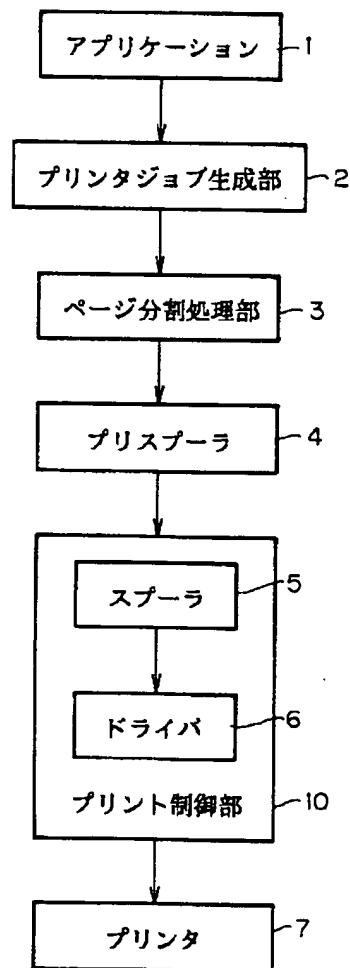 アプリケーション 1
プリンタジョブ生成部 2
ページ分割処理部 3
プリスプーラ 4
スプーラ 5
ドライバ 6
プリント制御部 10
プリンタ 7